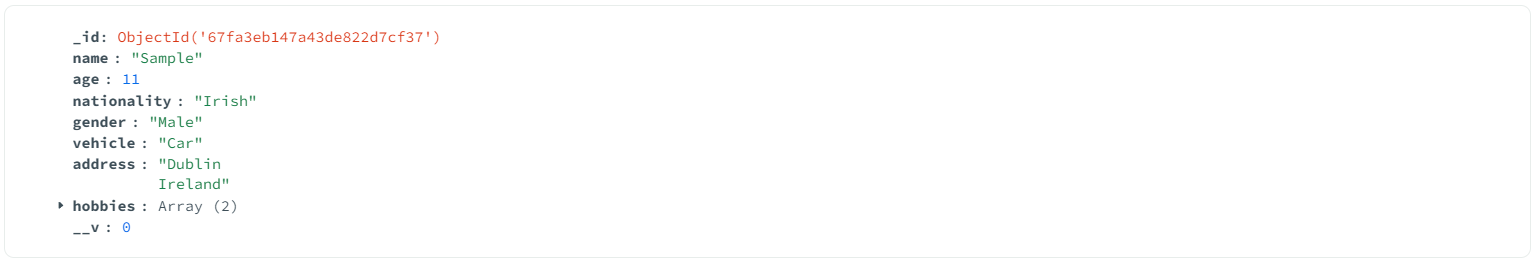 _id: ObjectId('67fa3eb147a43de822d7cf37')
name : "Sample"
age : 11
nationality : "Irish"
gender : "Male"
vehicle : "Car"
address : "Dublin
Ireland"
hobbies : Array (2)
__v : 0